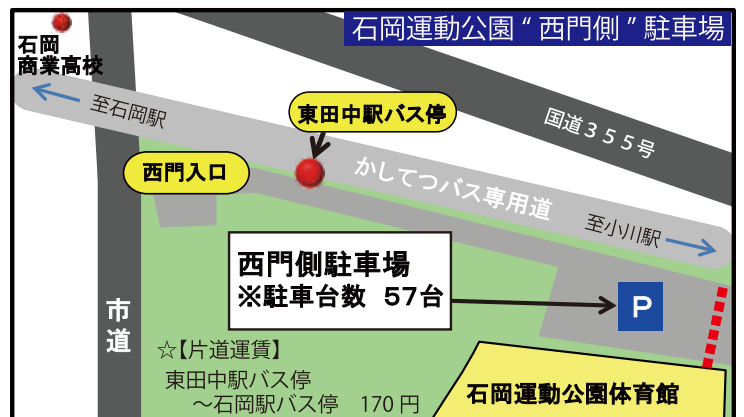 石岡運動公園“西門側”駐車場
石岡
商業高校
至石岡駅
東田中駅バス停
国道355号
西門入口
かしてつバス専用道
至小川駅
西門側駐車場
※駐車台数 57台
P
市道
☆【片道運賃】
東田中駅バス停
～石岡駅バス停 170円
石岡運動公園体育館